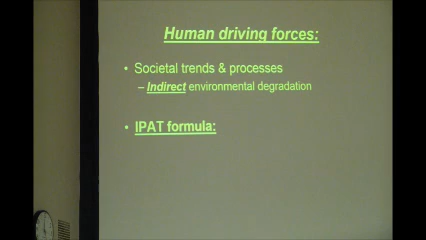 Human driving forces:
• Societal trends & processes
– Indirect environmental degradation
• IPAT formula: